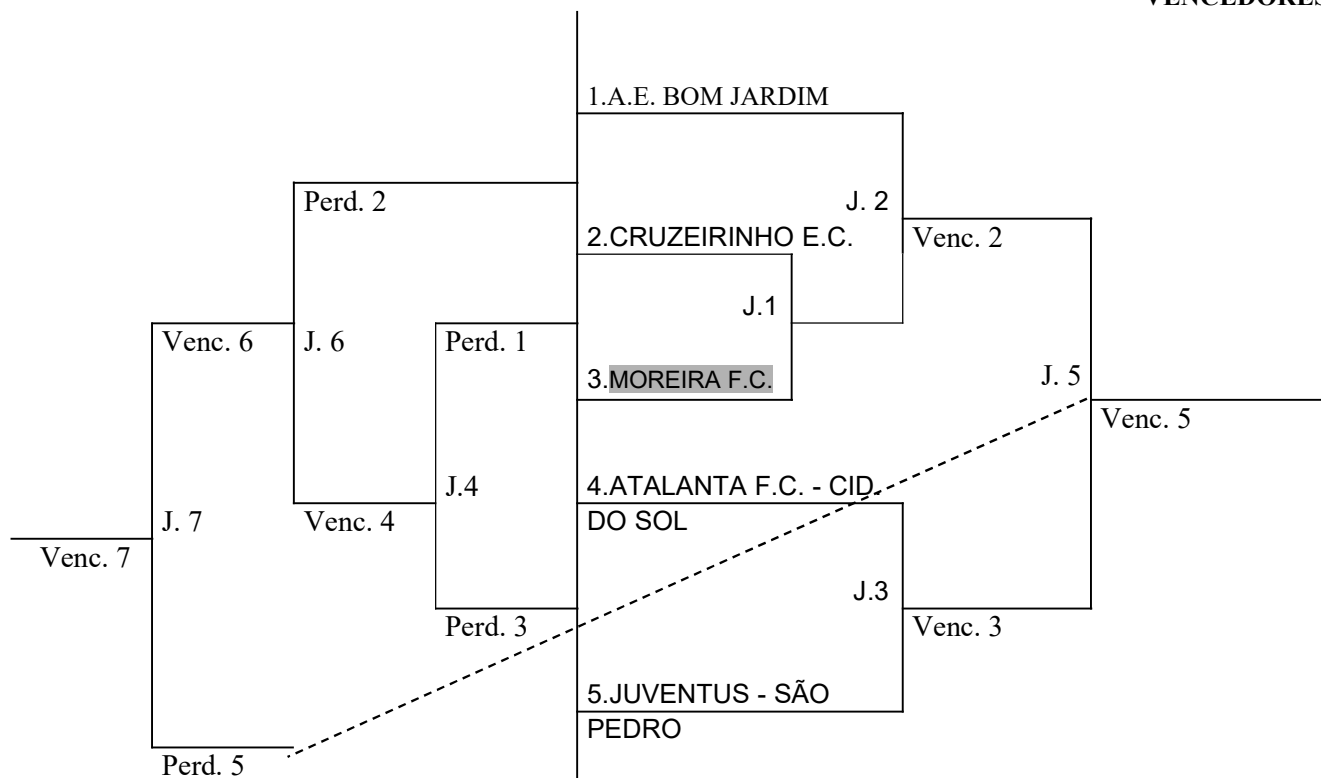 VENCEDORES
1.A.E. BOM JARDIM
Perd. 2
J. 2
2.CRUZEIRINHO E.C.
Venc. 2
J.1
Venc. 6
J. 6
Perd. 1
3.MOREIRA F.C.
J. 5
Venc. 5
J.4
4.ATALANTA F.C. - CID.
DO SOL
J. 7
Venc. 4
Venc. 7
J.3
Perd. 3
Venc. 3
5.JUVENTUS - SÃO
PEDRO
Perd. 5